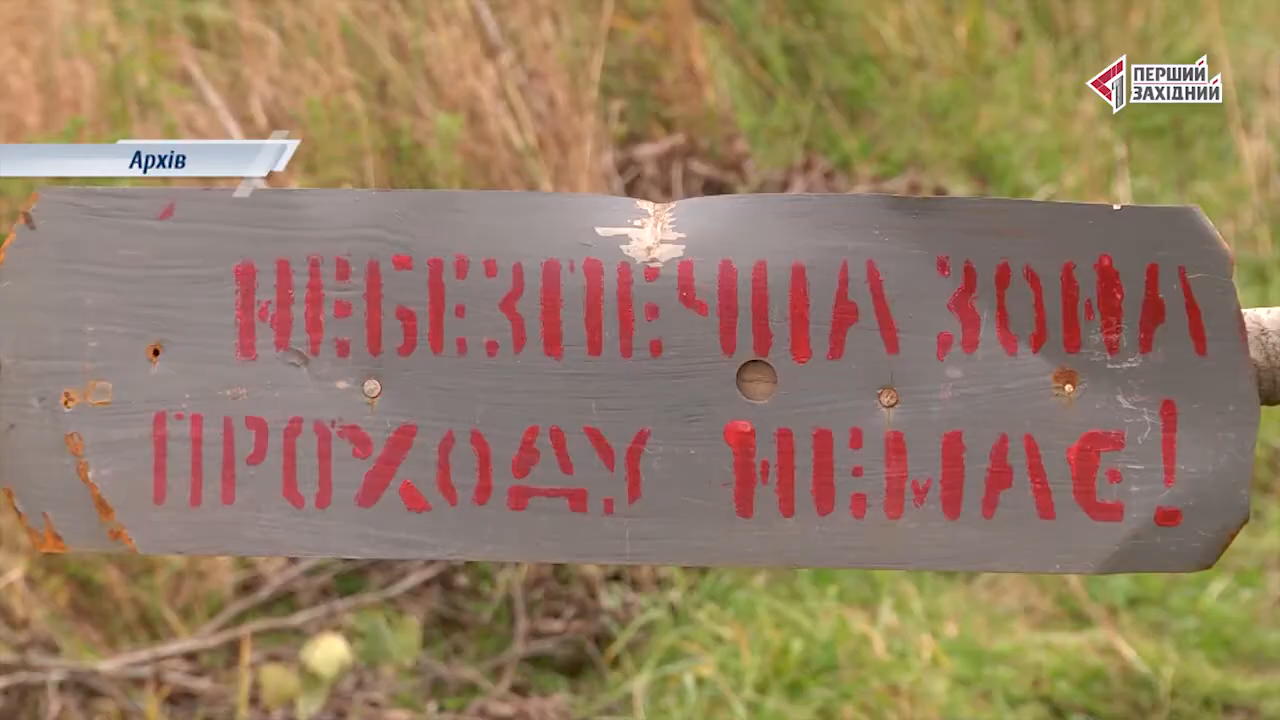 ПЕРШИЙ
ЗАХІДНИЙ
Архів
НЕБЕЗПЕЧНА ЗОНА
ПРОХОДУ НЕМАЄ!